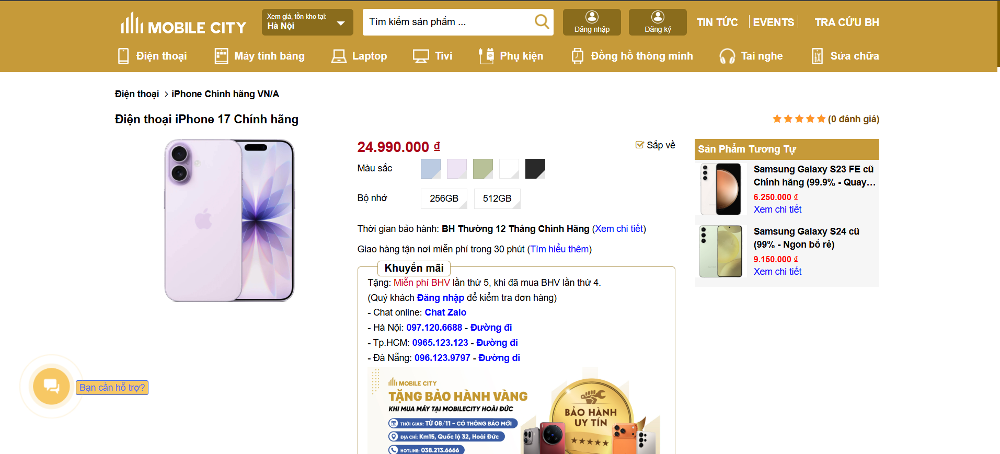 MOBILE CITY
Xem giá, tồn kho tại:
Hà Nội
Tìm kiếm sản phẩm ...
Đăng nhập
Đăng ký
TIN TỨC
EVENTS
TRA CỨU BH
Điện thoại
Máy tính bảng
Laptop
Tivi
Phụ kiện
Đồng hồ thông minh
Tai nghe
Sửa chữa
Điện thoại > iPhone Chính hãng VN/A
Điện thoại iPhone 17 Chính hãng
(0 đánh giá)
24.990.000 ₫
Sắp về
Màu sắc
Bộ nhớ
256GB
512GB
Thời gian bảo hành: BH Thường 12 Tháng Chính Hãng (Xem chi tiết)
Giao hàng tận nơi miễn phí trong 30 phút (Tìm hiểu thêm)
Khuyến mãi
Tặng: Miễn phí BHV lần thứ 5, khi đã mua BHV lần thứ 4.
(Quý khách Đăng nhập để kiểm tra đơn hàng)
- Chat online: Chat Zalo
- Hà Nội: 097.120.6688 - Đường đi
- Tp.HCM: 0965.123.123 - Đường đi
- Đà Nẵng: 096.123.9797 - Đường đi
MOBILE CITY
TẶNG BẢO HÀNH VÀNG
KHI MUA MÁY TẠI MOBILECITY HOÀI ĐỨC
THỜI GIAN: TỪ 08/11 - CÓ THÔNG BÁO MỚI
ĐỊA CHỈ: Km15, Quốc lộ 32, Hoài Đức
HOTLINE: 038.213.6666
BẢO HÀNH
UY TÍN
Sản Phẩm Tương Tự
Samsung Galaxy S23 FE cũ
Chính hãng (99.9% - Quay...
6.250.000 ₫
Xem chi tiết
Samsung Galaxy S24 cũ
(99% - Ngon bổ rẻ)
9.150.000 ₫
Xem chi tiết
Bạn cần hỗ trợ?